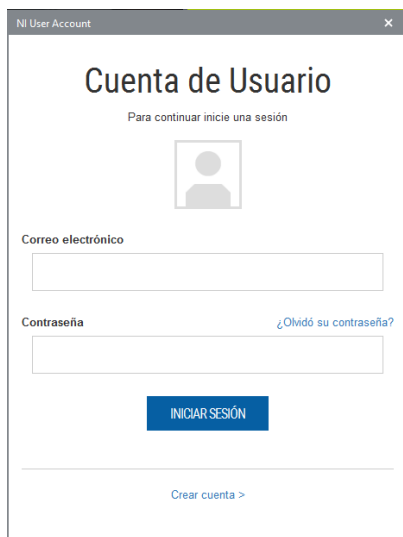 NI User Account
Cuenta de Usuario
Para continuar inicie una sesión
Correo electrónico
Contraseña ¿Olvidó su contraseña?
INICIAR SESIÓN
Crear cuenta >